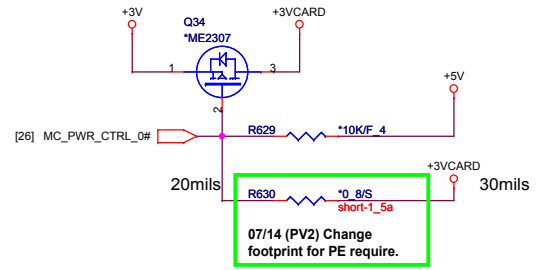 +3V
Q34
+3VCARD
*ME2307
1
3
2
+5V
[26] MC_PWR_CTRL_0#
R629
*10K/F_4
+3VCARD
20mils
R630
*0_8/S
30mils
short-1_5a
07/14 (PV2) Change
footprint for PE require.